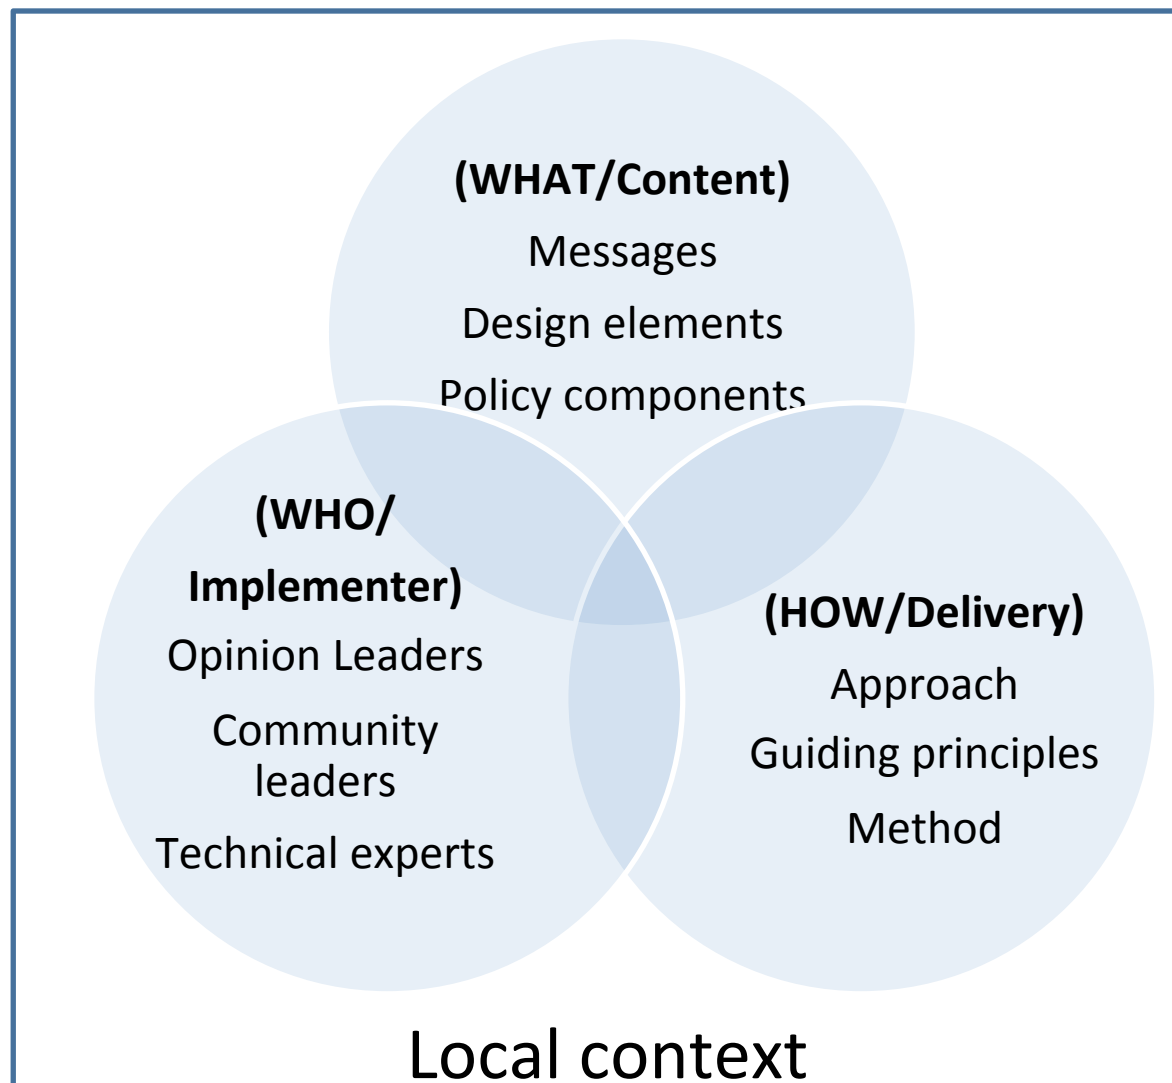 (WHAT/Content)
Messages
Design elements
Policy components
(WHO/
Implementer)
Opinion Leaders
Community
leaders
Technical experts
(HOW/Delivery)
Approach
Guiding principles
Method
Local context